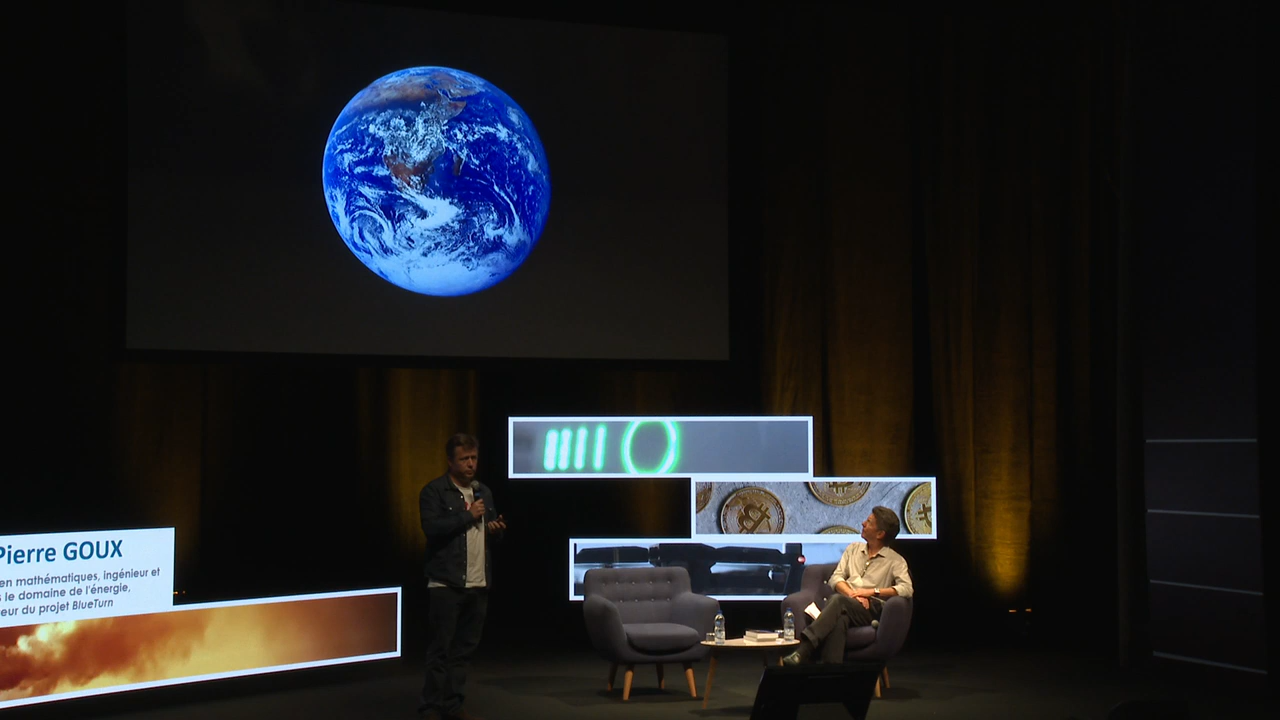 Pierre GOUX
en mathématiques, ingénieur et
s le domaine de l'énergie,
eur du projet BlueTurn